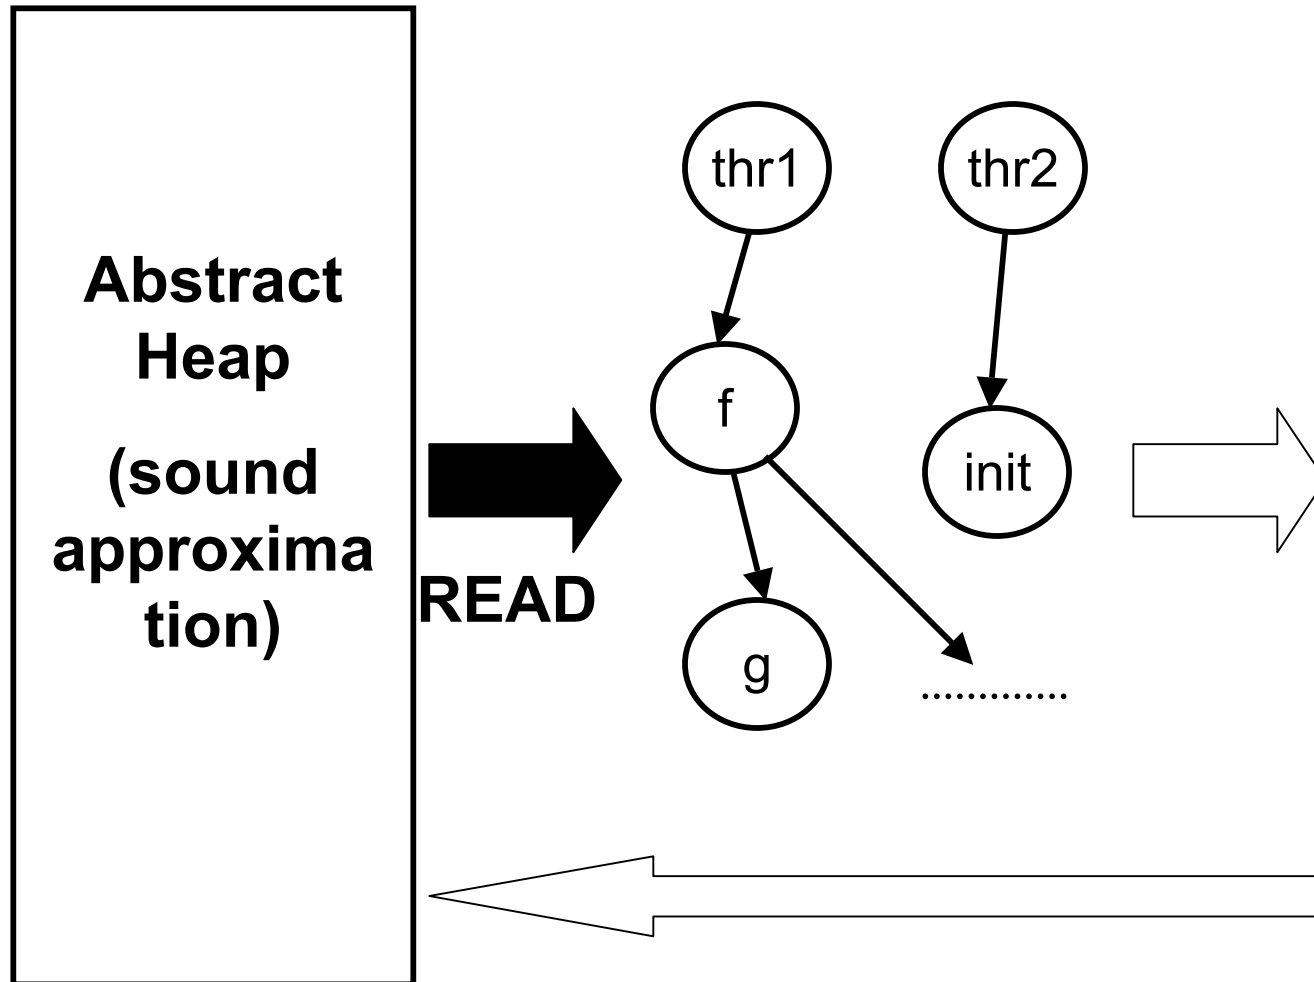 Abstract
Heap
(sound
approxima
tion)
READ
thr1
thr2
f
init
g
.............